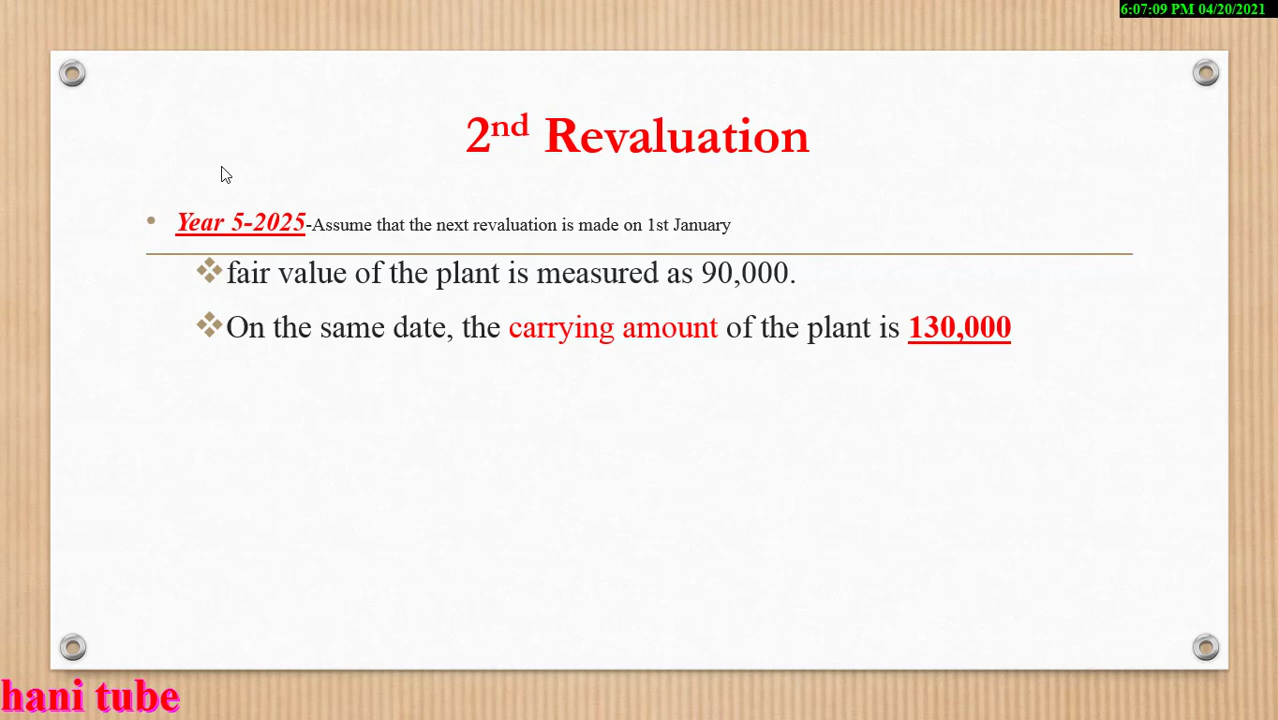 6:07:09 PM 04/20/2021
2nd Revaluation
• Year 5-2025-Assume that the next revaluation is made on 1st January
❖fair value of the plant is measured as 90,000.
❖On the same date, the carrying amount of the plant is 130,000
hani tube